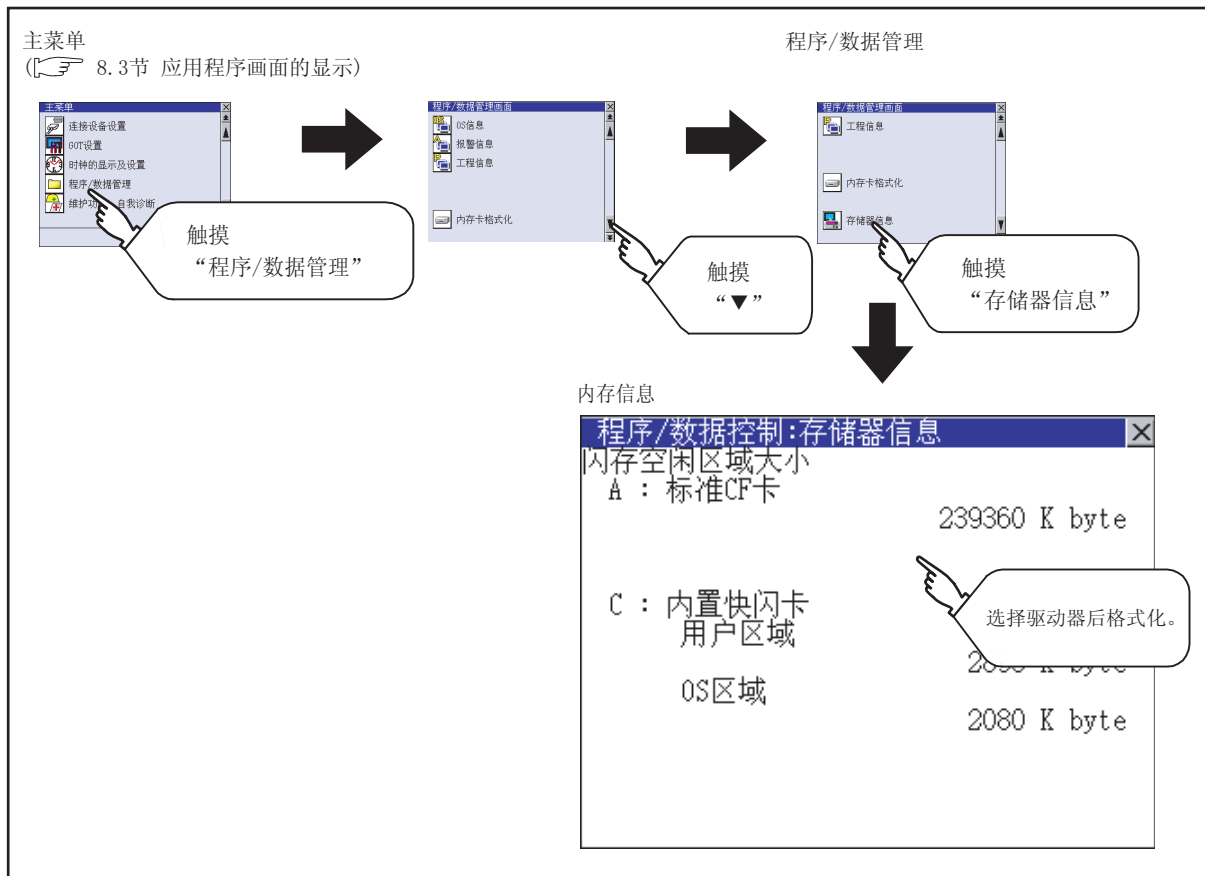 主菜单
(8.3节 应用程序画面的显示)
程序/数据管理
主菜单
连接设备设置
GOT设置
时钟的显示及设置
程序/数据管理
维护功 自我诊断
触摸
“程序/数据管理”
程序/数据管理画面
OS信息
报警信息
工程信息
内存卡格式化
触摸
“▼”
程序/数据管理画面
工程信息
内存卡格式化
存储器信息
触摸
“存储器信息”
内存信息
程序/数据控制:存储器信息
闪存空闲区域大小
A : 标准CF卡
239360 K byte
C : 内置快闪卡
用户区域
K byte
OS区域
2080 K byte
选择驱动器后格式化。